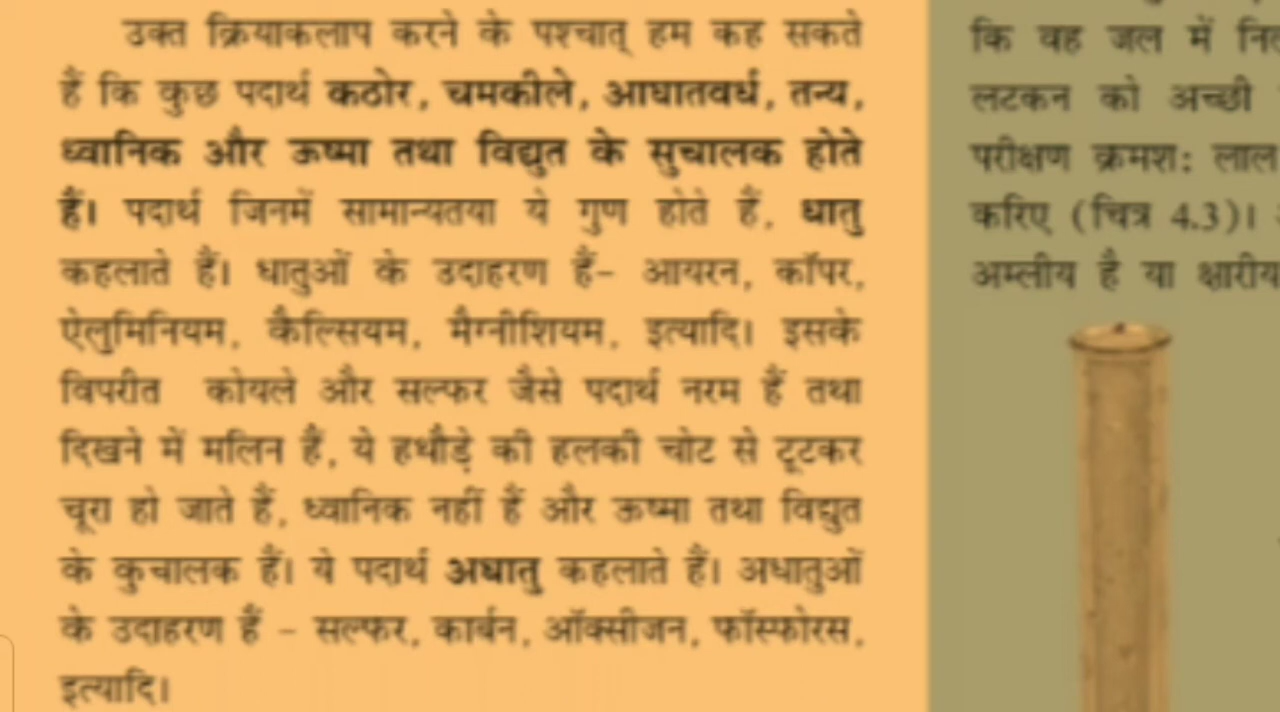 उक्त क्रियाकलाप करने के पश्चात् हम कह सकते
हैं कि कुछ पदार्थ कठोर, चमकीले, आघातवर्ध, तन्य,
ध्वानिक और ऊष्मा तथा विद्युत के सुचालक होते
हैं। पदार्थ जिनमें सामान्यतया ये गुण होते हैं, धातु
कहलाते हैं। धातुओं के उदाहरण हैं– आयरन, कॉपर,
ऐलुमिनियम, कैल्सियम, मैग्नीशियम, इत्यादि। इसके
विपरीत कोयले और सल्फर जैसे पदार्थ नरम हैं तथा
दिखने में मलिन हैं, ये हथौड़े की हलकी चोट से टूटकर
चूरा हो जाते हैं, ध्वानिक नहीं हैं और ऊष्मा तथा विद्युत
के कुचालक हैं। ये पदार्थ अधातु कहलाते हैं। अधातुओं
के उदाहरण हैं – सल्फर, कार्बन, ऑक्सीजन, फॉस्फोरस,
इत्यादि।
कि वह जल में
लटकन को अच्छी
परीक्षण क्रमश: लाल
करिए (चित्र 4.3)।
अम्लीय है या क्षारीय